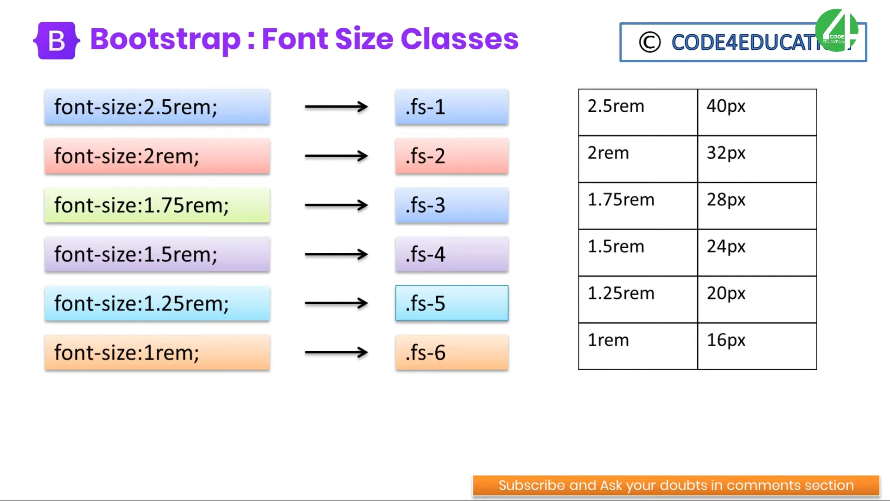 B Bootstrap : Font Size Classes
© CODE4EDUCATION
font-size:2.5rem; .fs-1
font-size:2rem; .fs-2
font-size:1.75rem; .fs-3
font-size:1.5rem; .fs-4
font-size:1.25rem; .fs-5
font-size:1rem; .fs-6
2.5rem 40px
2rem 32px
1.75rem 28px
1.5rem 24px
1.25rem 20px
1rem 16px
Subscribe and Ask your doubts in comments section